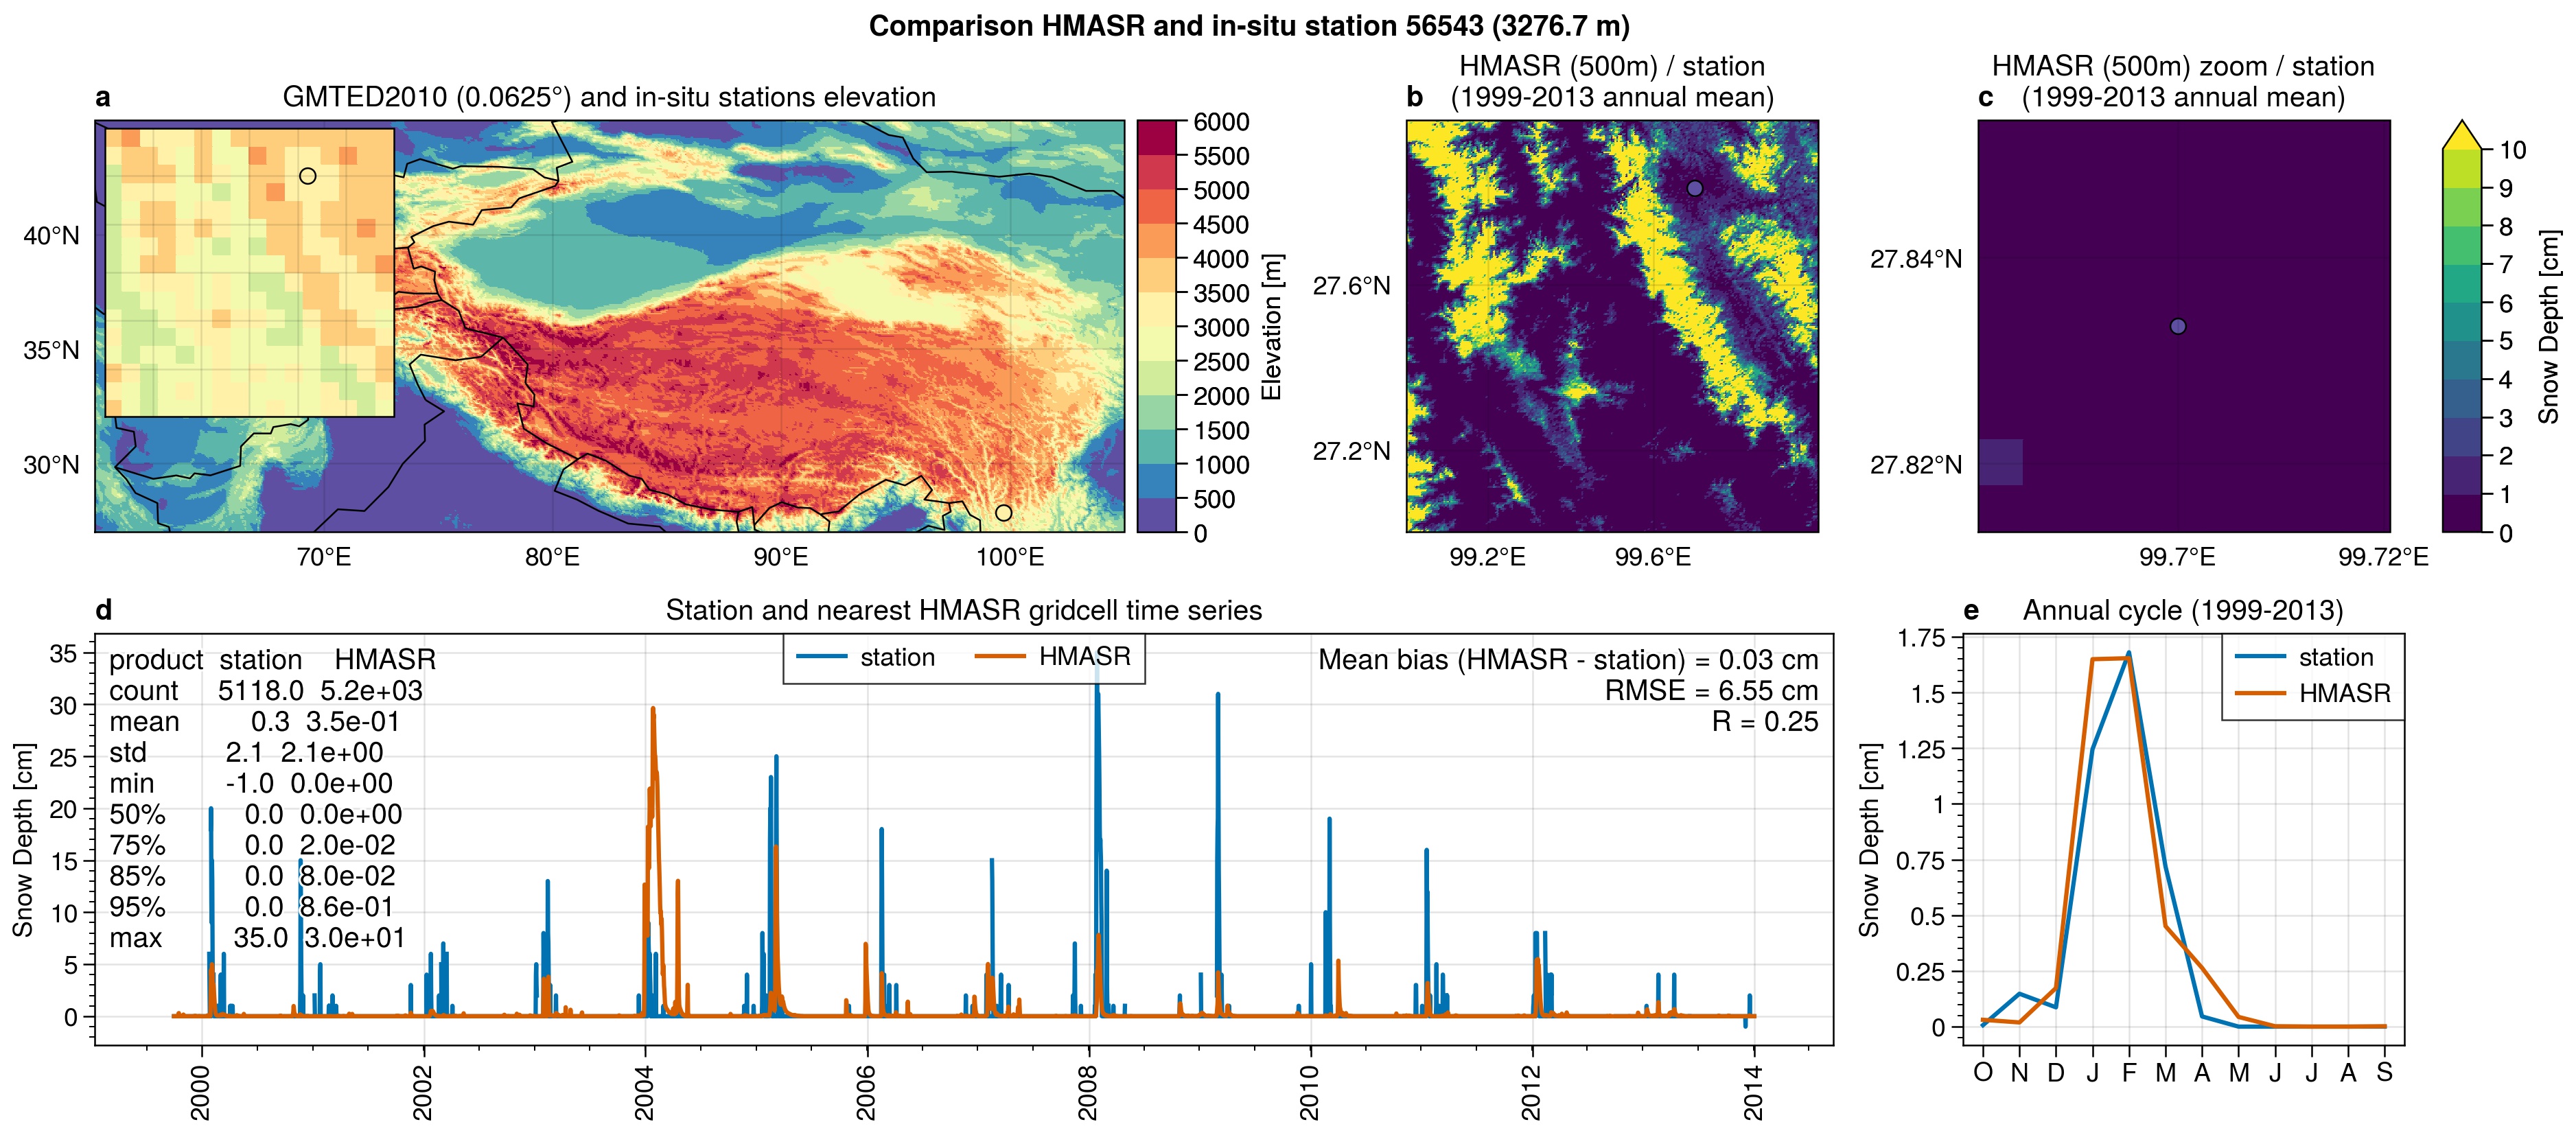 Comparison HMASR and in-situ station 56543 (3276.7 m)
a
GMTED2010 (0.0625°) and in-situ stations elevation
40°N
35°N
30°N
70°E 80°E 90°E 100°E
6000
5500
5000
4500
4000
3500
3000
2500
2000
1500
1000
500
0
Elevation [m]
HMASR (500m) / station
b (1999-2013 annual mean)
27.6°N
27.2°N
99.2°E 99.6°E
HMASR (500m) zoom / station
c (1999-2013 annual mean)
27.84°N
27.82°N
99.7°E 99.72°E
10
9
8
7
6
5
4
3
2
1
0
Snow Depth [cm]
d
Station and nearest HMASR gridcell time series
Snow Depth [cm]
35
30
25
20
15
10
5
0
product station HMASR
count 5118.0 5.2e+03
mean 0.3 3.5e-01
std 2.1 2.1e+00
min -1.0 0.0e+00
50% 0.0 0.0e+00
75% 0.0 2.0e-02
85% 0.0 8.0e-02
95% 0.0 8.6e-01
max 35.0 3.0e+01
station HMASR
Mean bias (HMASR - station) = 0.03 cm
RMSE = 6.55 cm
R = 0.25
2000 2002 2004 2006 2008 2010 2012 2014
e Annual cycle (1999-2013)
Snow Depth [cm]
1.75
1.5
1.25
1
0.75
0.5
0.25
0
station
HMASR
O N D J F M A M J J A S